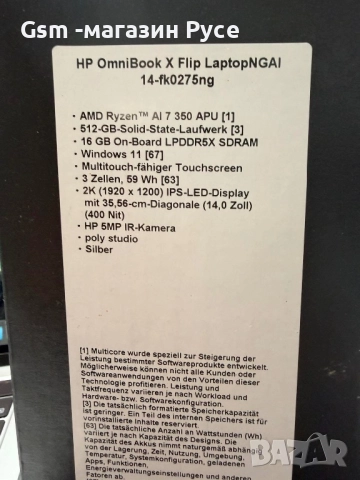 Gsm -магазин Русе
HP OmniBook X Flip LaptopNGAI
14-fk0275ng
• AMD Ryzen™ AI 7 350 APU [1]
• 512-GB-Solid-State-Laufwerk [3]
• 16 GB On-Board LPDDR5X SDRAM
• Windows 11 [67]
• Multitouch-fähiger Touchscreen
• 3 Zellen, 59 Wh [63]
• 2K (1920 x 1200) IPS-LED-Display
mit 35,56-cm-Diagonale (14,0 Zoll)
(400 Nit)
• HP 5MP IR-Kamera
• poly studio
• Silber
[1] Multicore wurde speziell zur Steigerung der
Leistung bestimmter Softwareprodukte entwickelt.
Möglicherweise können nicht alle Kunden oder
Softwareanwendungen von den Vorteilen dieser
Technologie profitieren. Leistung und
Taktfrequenz variieren je nach Workload und
Hardware- bzw. Softwarekonfiguration.
[3] Die tatsächlich formatierte Speicherkapazität
ist geringer. Ein Teil des internen Speichers ist für
vorinstallierte Inhalte reserviert.
[63] Die tatsächliche Anzahl an Wattstunden (Wh)
variiert je nach Kapazität des Designs. Die
Kapazität des Akkus nimmt naturgemäß abhängig
von der Lagerung, Zeit, Nutzung, Umgebung,
Temperatur, Systemkonfiguration, geladenen
Apps, Funktionen,
Energieverwaltungseinstellungen und anderen
Faktoren ab.
BAZAR